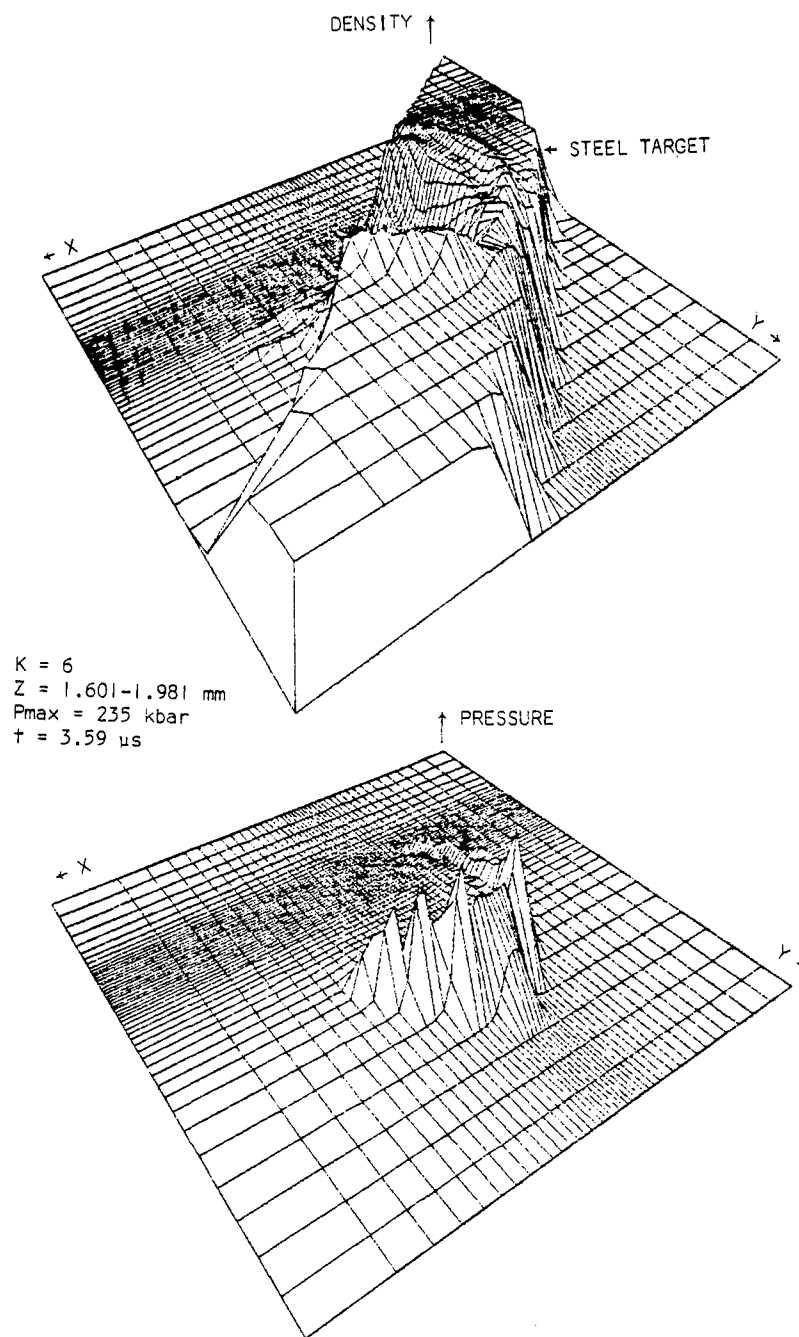 DENSITY ↑
← STEEL TARGET
← X
Y →
K = 6
Z = 1.601-1.981 mm
Pmax = 235 kbar
t = 3.59 µs
↑ PRESSURE
← X
Y →